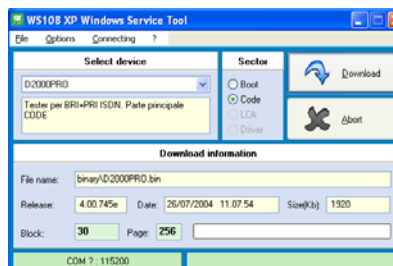 WS108 XP Windows Service Tool
File Options Connecting ?
Select device
D2000PRO
Tester per BRI+PRI ISDN. Parte principale
CODE
Sector
Boot
Code
LCA
Driver
Download
Abort
Download information
File name: binary\D2000PRO.bin
Release: 4.00.745e Date: 26/07/2004 11.07.54 Size(Kb): 1920
Block: 30 Page: 256
COM ? : 115200